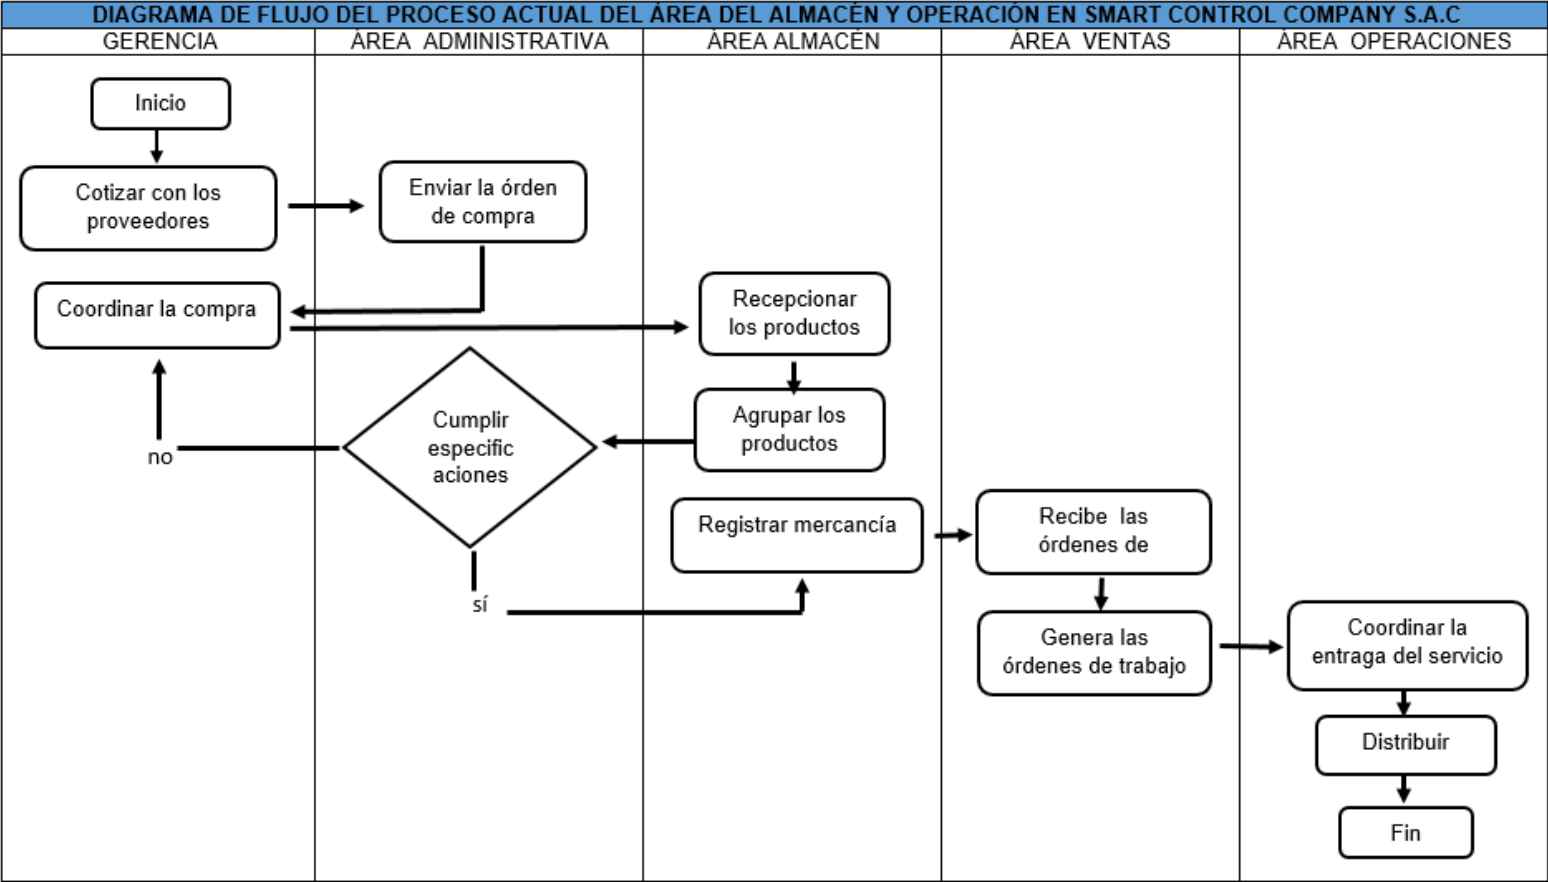 DIAGRAMA DE FLUJO DEL PROCESO ACTUAL DEL ÁREA DEL ALMACÉN Y OPERACIÓN EN SMART CONTROL COMPANY S.A.C
GERENCIA
ÁREA ADMINISTRATIVA
ÁREA ALMACÉN
ÁREA VENTAS
ÁREA OPERACIONES
Inicio
Cotizar con los
proveedores
Enviar la órden
de compra
Coordinar la compra
Recepcionar
los productos
Agrupar los
productos
Cumplir
especific
aciones
no
sí
Registrar mercancía
Recibe las
órdenes de
Genera las
órdenes de trabajo
Coordinar la
entraga del servicio
Distribuir
Fin